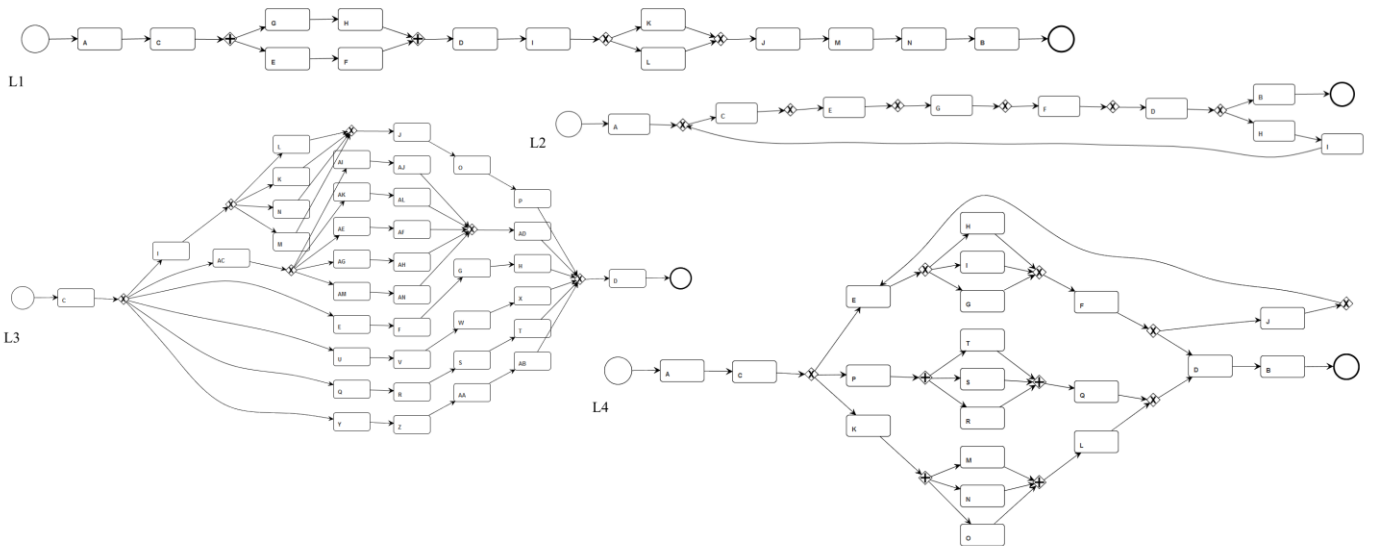 A C G H D I K J M N B
E F L
L1
A C E G F D B
H
I
L2
L J
AI AJ O
K
AK AL P
N
AE AF AD
M
I AC AG AH G H
AM AN X
C D
E F W T
L3
U V S AB
Q R AA
Y Z
H
I
E G F J
T
A C P S Q D B
R
L4
K M L
N
O